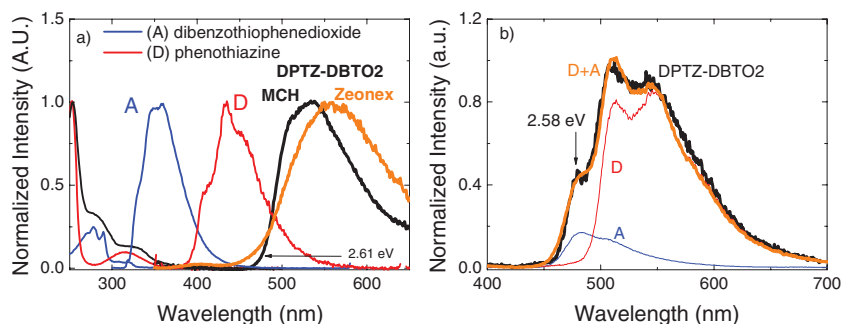 a)
(A) dibenzothiophenedioxide
(D) phenothiazine
DPTZ-DBTO2
MCH Zeonex
A
D
2.61 eV
Normalized Intensity (A.U.)
1.0
0.5
0.0
300 400 500 600
Wavelength (nm)
b)
D+A
DPTZ-DBTO2
2.58 eV
D
A
Normalized Intensity (a.u.)
1.2
0.8
0.4
0.0
400 500 600 700
Wavelength (nm)